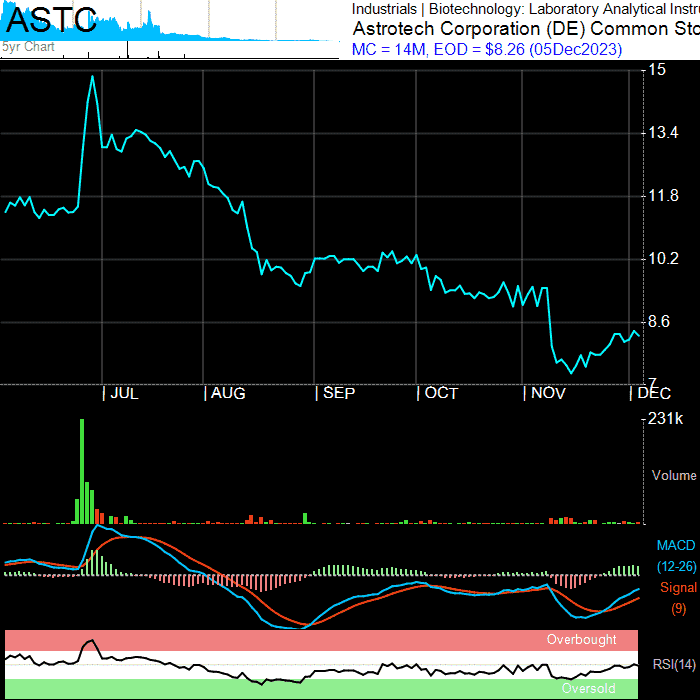 ASTC
5yr Chart
Industrials | Biotechnology: Laboratory Analytical Instru
Astrotech Corporation (DE) Common Sto
MC = 14M, EOD = $8.26 (05Dec2023)
15
13.4
11.8
10.2
8.6
7
JUL AUG SEP OCT NOV DEC
231k
Volume
MACD
(12-26)
Signal
(9)
Overbought
RSI(14)
Oversold